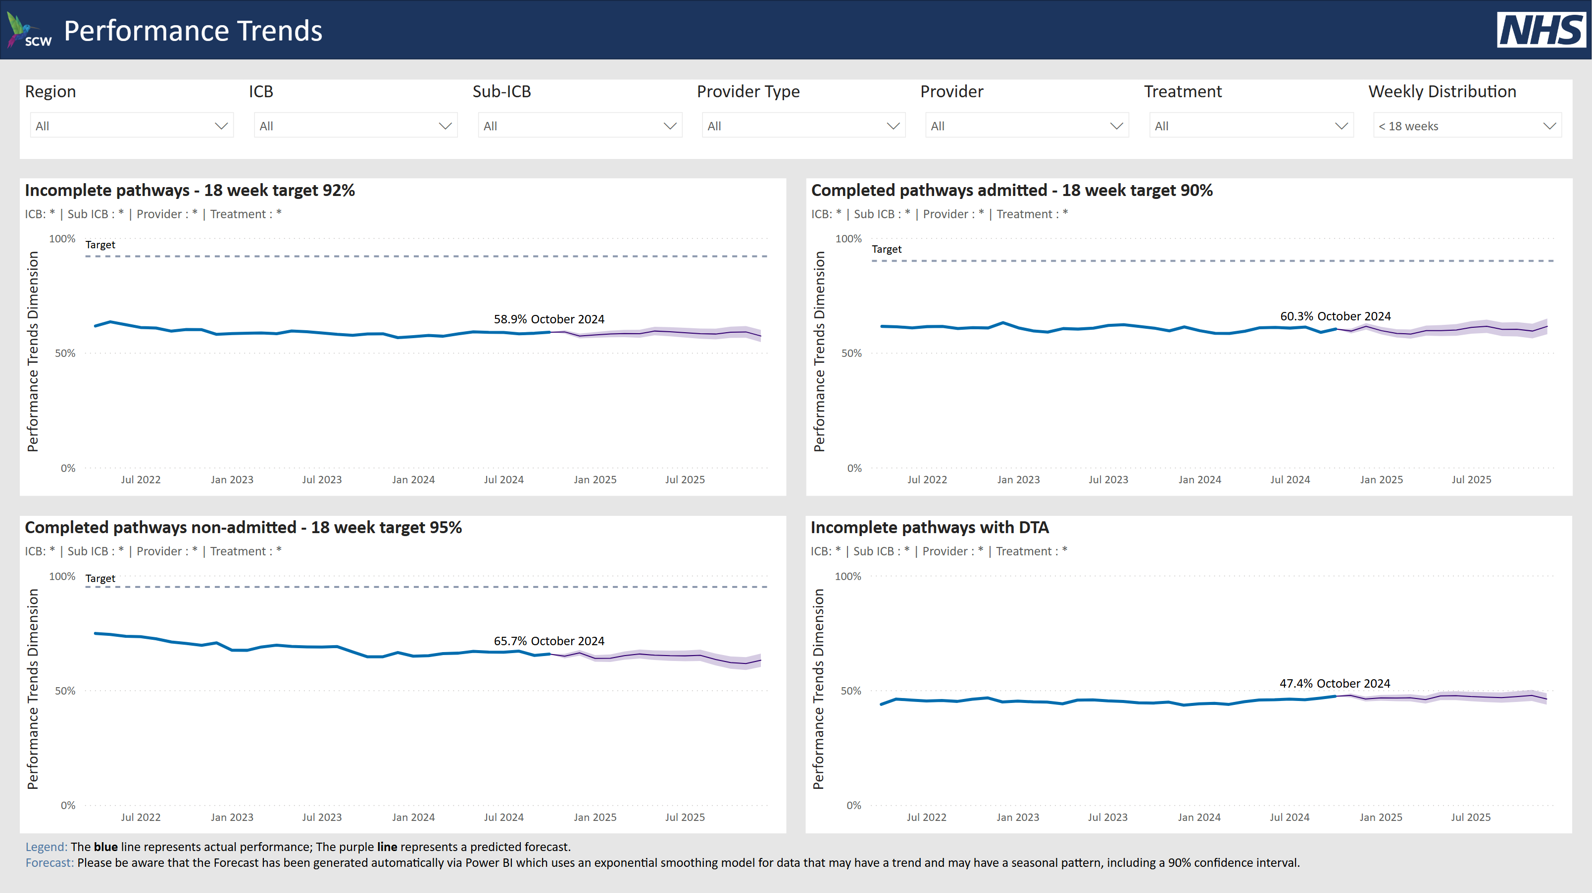 SCW Performance Trends NHS
Region ICB Sub-ICB Provider Type Provider Treatment Weekly Distribution
All All All All All All < 18 weeks
Incomplete pathways - 18 week target 92%
ICB: * | Sub ICB : * | Provider : * | Treatment : *
Performance Trends Dimension
100%
Target
58.9% October 2024
50%
0%
Jul 2022 Jan 2023 Jul 2023 Jan 2024 Jul 2024 Jan 2025 Jul 2025
Completed pathways admitted - 18 week target 90%
ICB: * | Sub ICB : * | Provider : * | Treatment : *
Performance Trends Dimension
100%
Target
60.3% October 2024
50%
0%
Jul 2022 Jan 2023 Jul 2023 Jan 2024 Jul 2024 Jan 2025 Jul 2025
Completed pathways non-admitted - 18 week target 95%
ICB: * | Sub ICB : * | Provider : * | Treatment : *
Performance Trends Dimension
100%
Target
65.7% October 2024
50%
0%
Jul 2022 Jan 2023 Jul 2023 Jan 2024 Jul 2024 Jan 2025 Jul 2025
Incomplete pathways with DTA
ICB: * | Sub ICB : * | Provider : * | Treatment : *
Performance Trends Dimension
100%
47.4% October 2024
50%
0%
Jul 2022 Jan 2023 Jul 2023 Jan 2024 Jul 2024 Jan 2025 Jul 2025
Legend: The blue line represents actual performance; The purple line represents a predicted forecast.
Forecast: Please be aware that the Forecast has been generated automatically via Power BI which uses an exponential smoothing model for data that may have a trend and may have a seasonal pattern, including a 90% confidence interval.